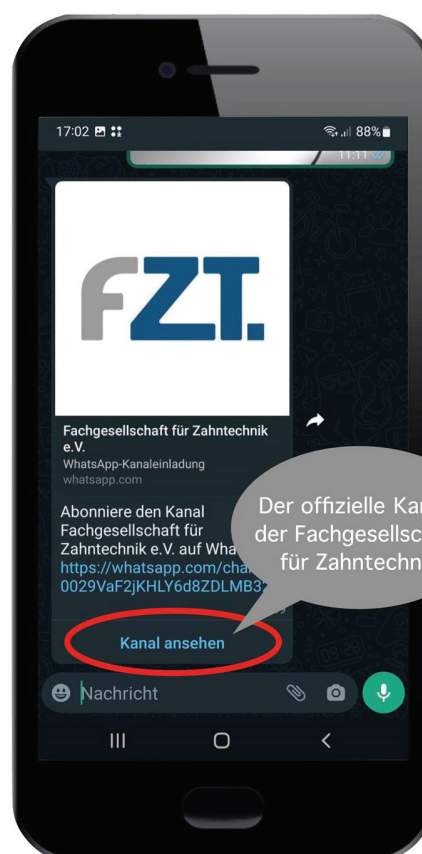 17:02
88%
11:11
FZT.
Fachgesellschaft für Zahntechnik
e.V.
WhatsApp-Kanaleinladung
whatsapp.com
Abonniere den Kanal
Fachgesellschaft für
Zahntechnik e.V. auf Wha
https://whatsapp.com/cha
0029VaF2jKHLY6d8ZDLMB3
Der offizielle Kan
der Fachgesellsc
für Zahntechn
Kanal ansehen
Nachricht